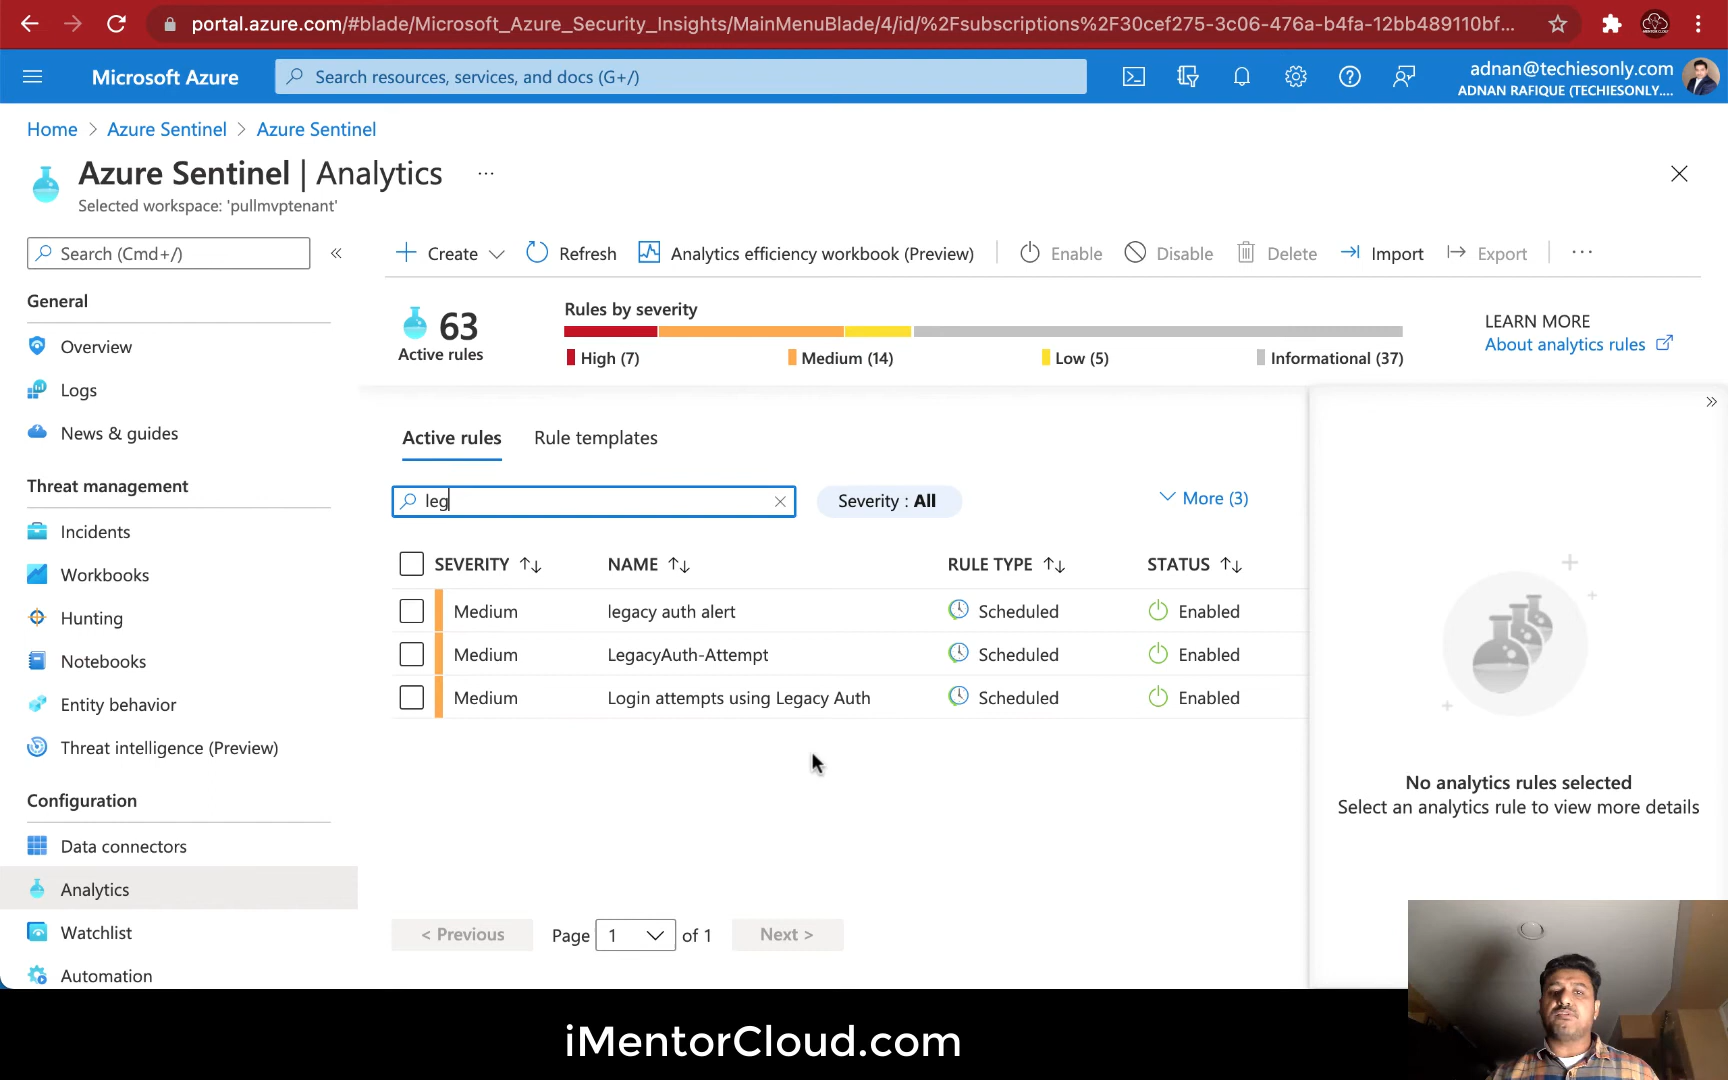 portal.azure.com/#blade/Microsoft_Azure_Security_Insights/MainMenuBlade/4/id/%2Fsubscriptions%2F30cef275-3c06-476a-b4fa-12bb489110bf...
Microsoft Azure
Search resources, services, and docs (G+/)
adnan@techiesonly.com
ADNAN RAFIQUE (TECHIESONLY....
Home > Azure Sentinel > Azure Sentinel
Azure Sentinel | Analytics ...
Selected workspace: 'pullmvptenant'
Search (Cmd+/)
«
Create
Refresh
Analytics efficiency workbook (Preview)
Enable
Disable
Delete
Import
Export
...
General
Overview
Logs
News & guides
Threat management
Incidents
Workbooks
Hunting
Notebooks
Entity behavior
Threat intelligence (Preview)
Configuration
Data connectors
Analytics
Watchlist
Automation
63
Active rules
Rules by severity
High (7)
Medium (14)
Low (5)
Informational (37)
LEARN MORE
About analytics rules
Active rules
Rule templates
leg
Severity : All
More (3)
SEVERITY NAME RULE TYPE STATUS
Medium legacy auth alert Scheduled Enabled
Medium LegacyAuth-Attempt Scheduled Enabled
Medium Login attempts using Legacy Auth Scheduled Enabled
< Previous Page 1 of 1 Next >
»
No analytics rules selected
Select an analytics rule to view more details
iMentorCloud.com